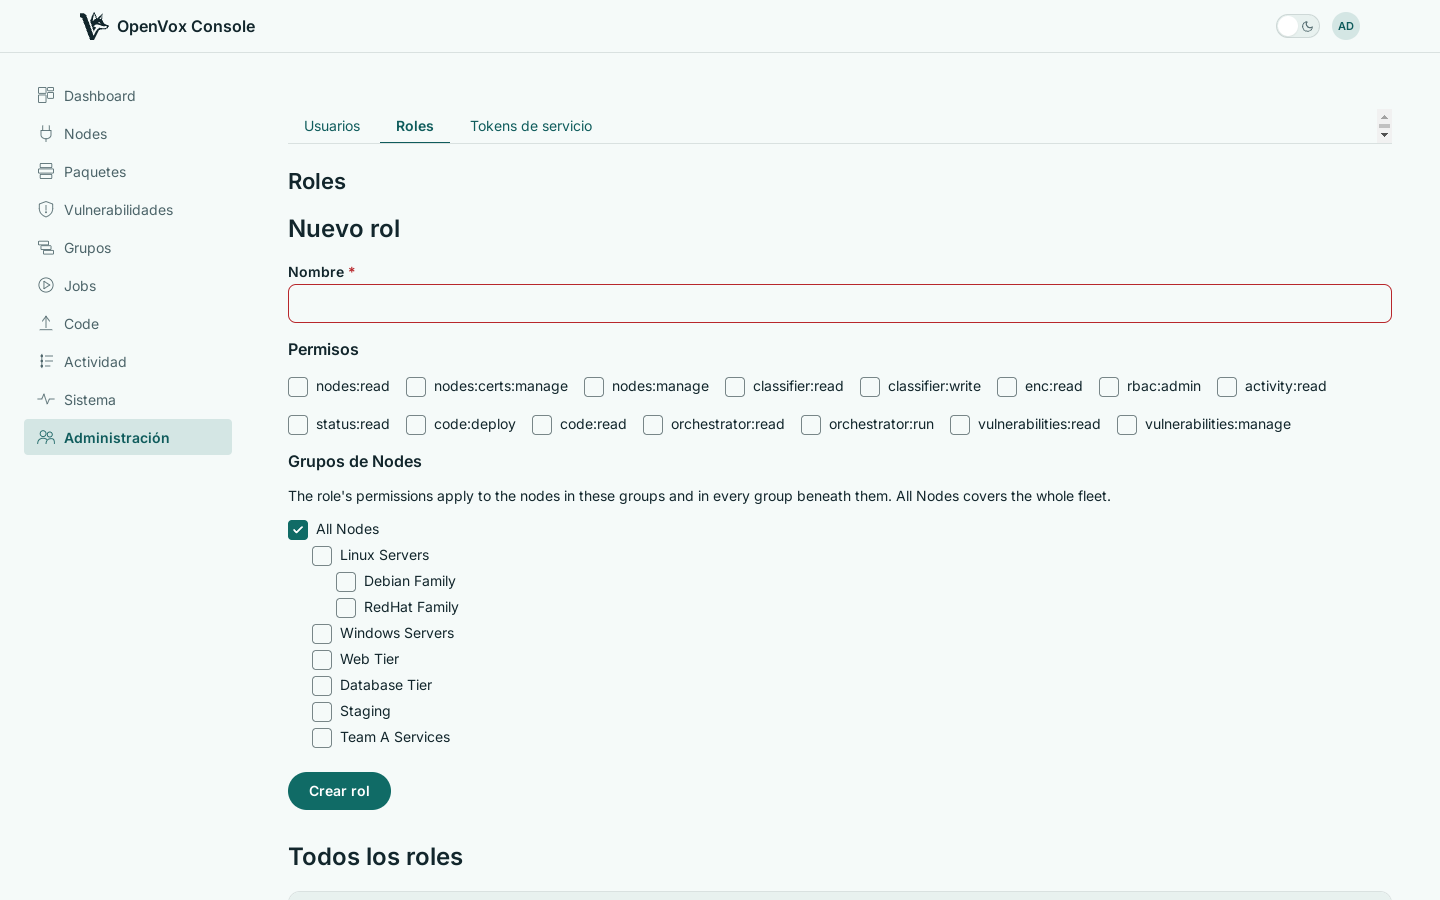 OpenVox Console
AD
Dashboard
Nodes
Paquetes
Vulnerabilidades
Grupos
Jobs
Code
Actividad
Sistema
Administración
Usuarios Roles Tokens de servicio
Roles
Nuevo rol
Nombre *
Permisos
nodes:read nodes:certs:manage nodes:manage classifier:read classifier:write enc:read rbac:admin activity:read
status:read code:deploy code:read orchestrator:read orchestrator:run vulnerabilities:read vulnerabilities:manage
Grupos de Nodes
The role's permissions apply to the nodes in these groups and in every group beneath them. All Nodes covers the whole fleet.
All Nodes
Linux Servers
Debian Family
RedHat Family
Windows Servers
Web Tier
Database Tier
Staging
Team A Services
Crear rol
Todos los roles